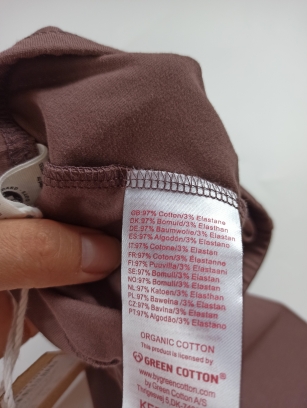 GB:97% Cotton/3% Elastane
DK:97% Bomuld/3% Elasthan
DE:97% Baumwolle/3% Elasthan
ES:97% Algodón/3% Elastano
IT:97% Cotone/3% Elastan
FR:97% Coton/3% Élasthanne
FI:97% Puuvilla/3% Elastaani
SE:97% Bomull/3% Elastan
NO:97% Bomull/3% Elastan
NL:97% Katoen/3% Elasthan
PL:97% Bawełna/3% Elastan
CZ:97% Bavlna/3% Elastan
PT:97% Algodão/3% Elastano
ORGANIC COTTON
This product is licensed by
GREEN COTTON®
www.bygreencotton.com
by Green Cotton A/S